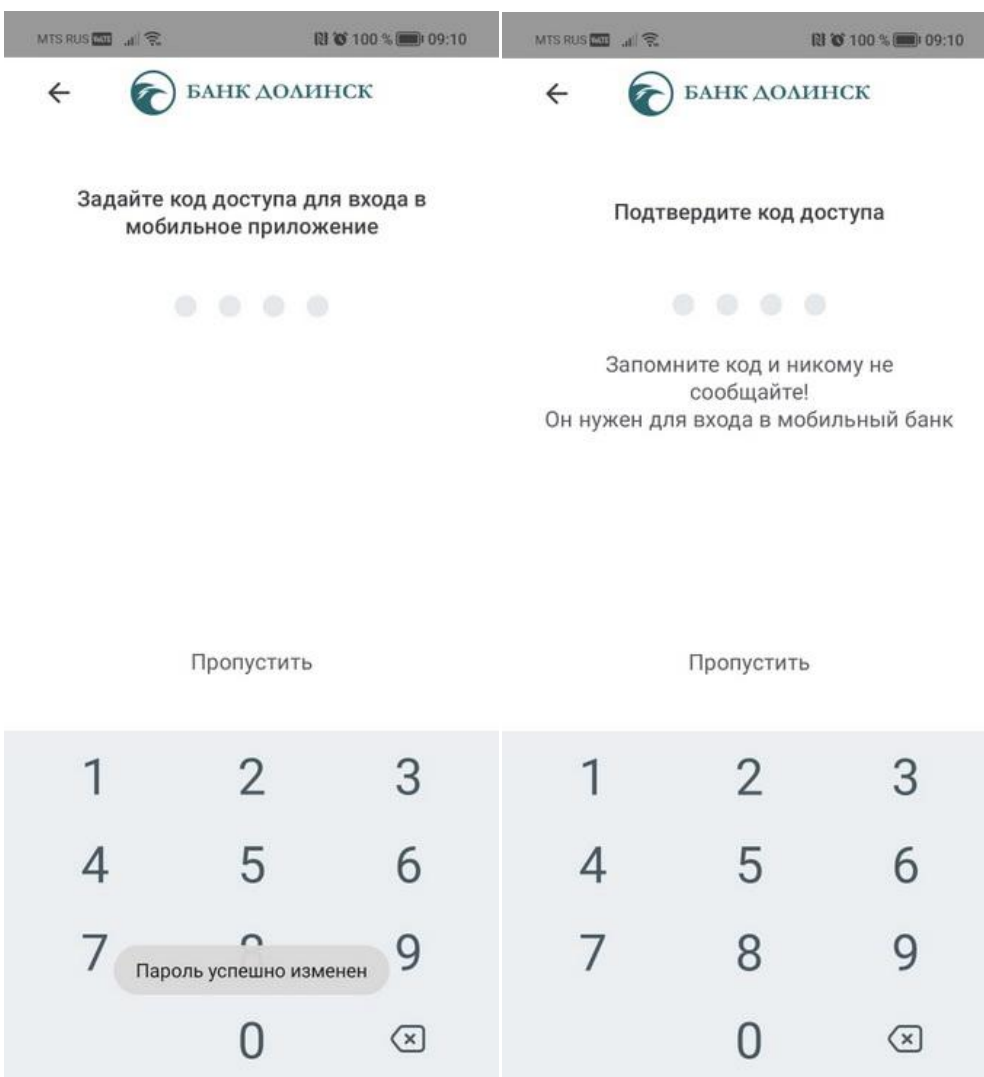 MTS RUS VoLTE 100 % 09:10
БАНК ДОЛИНСК
Задайте код доступа для входа в
мобильное приложение
Пропустить
1 2 3
4 5 6
7 8 9
Пароль успешно изменен
0
MTS RUS VoLTE 100 % 09:10
БАНК ДОЛИНСК
Подтвердите код доступа
Запомните код и никому не
сообщайте!
Он нужен для входа в мобильный банк
Пропустить
1 2 3
4 5 6
7 8 9
0